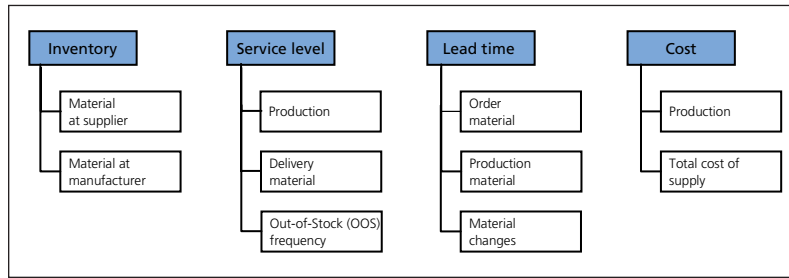 Inventory
Material
at supplier
Material at
manufacturer
Service level
Production
Delivery
material
Out-of-Stock (OOS)
frequency
Lead time
Order
material
Production
material
Material
changes
Cost
Production
Total cost of
supply